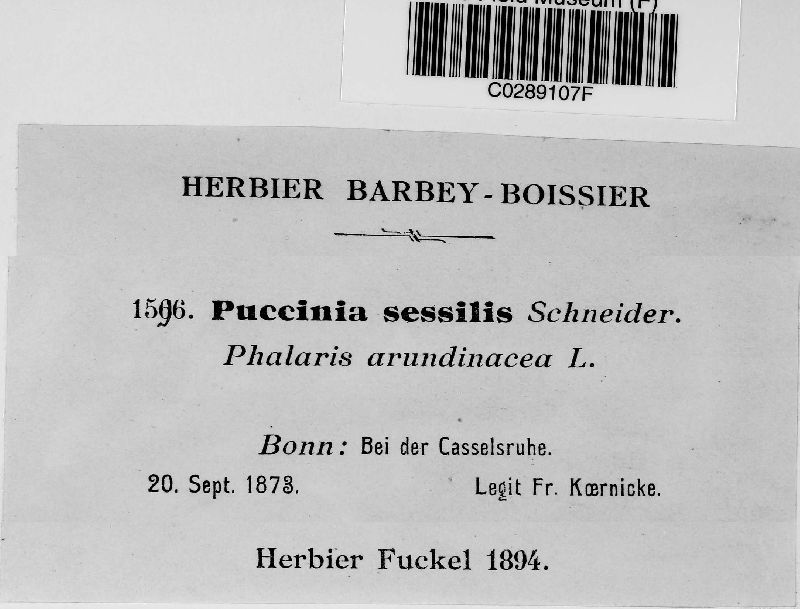 Museum (F)
C0289107F
HERBIER BARBEY-BOISSIER
1596. Puccinia sessilis Schneider.
Phalaris arundinacea L.
Bonn: Bei der Casselsruhe.
20. Sept. 1873. Legit Fr. Kœrnicke.
Herbier Fuckel 1894.